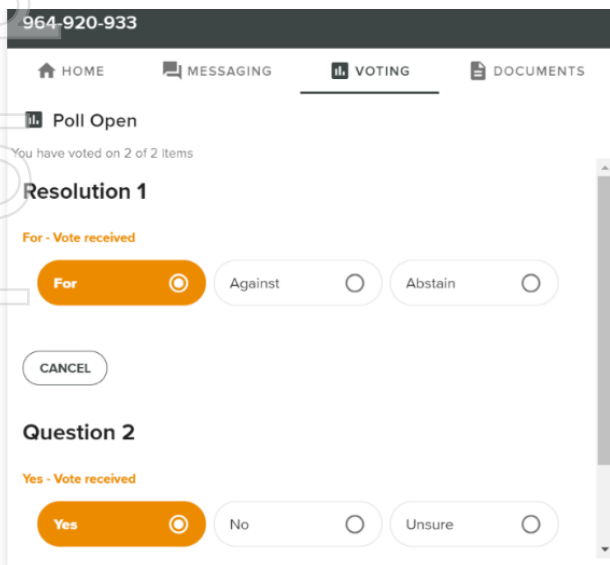 964-920-933
HOME MESSAGING VOTING DOCUMENTS
Poll Open
You have voted on 2 of 2 Items
Resolution 1
For - Vote received
For Against Abstain
CANCEL
Question 2
Yes - Vote received
Yes No Unsure